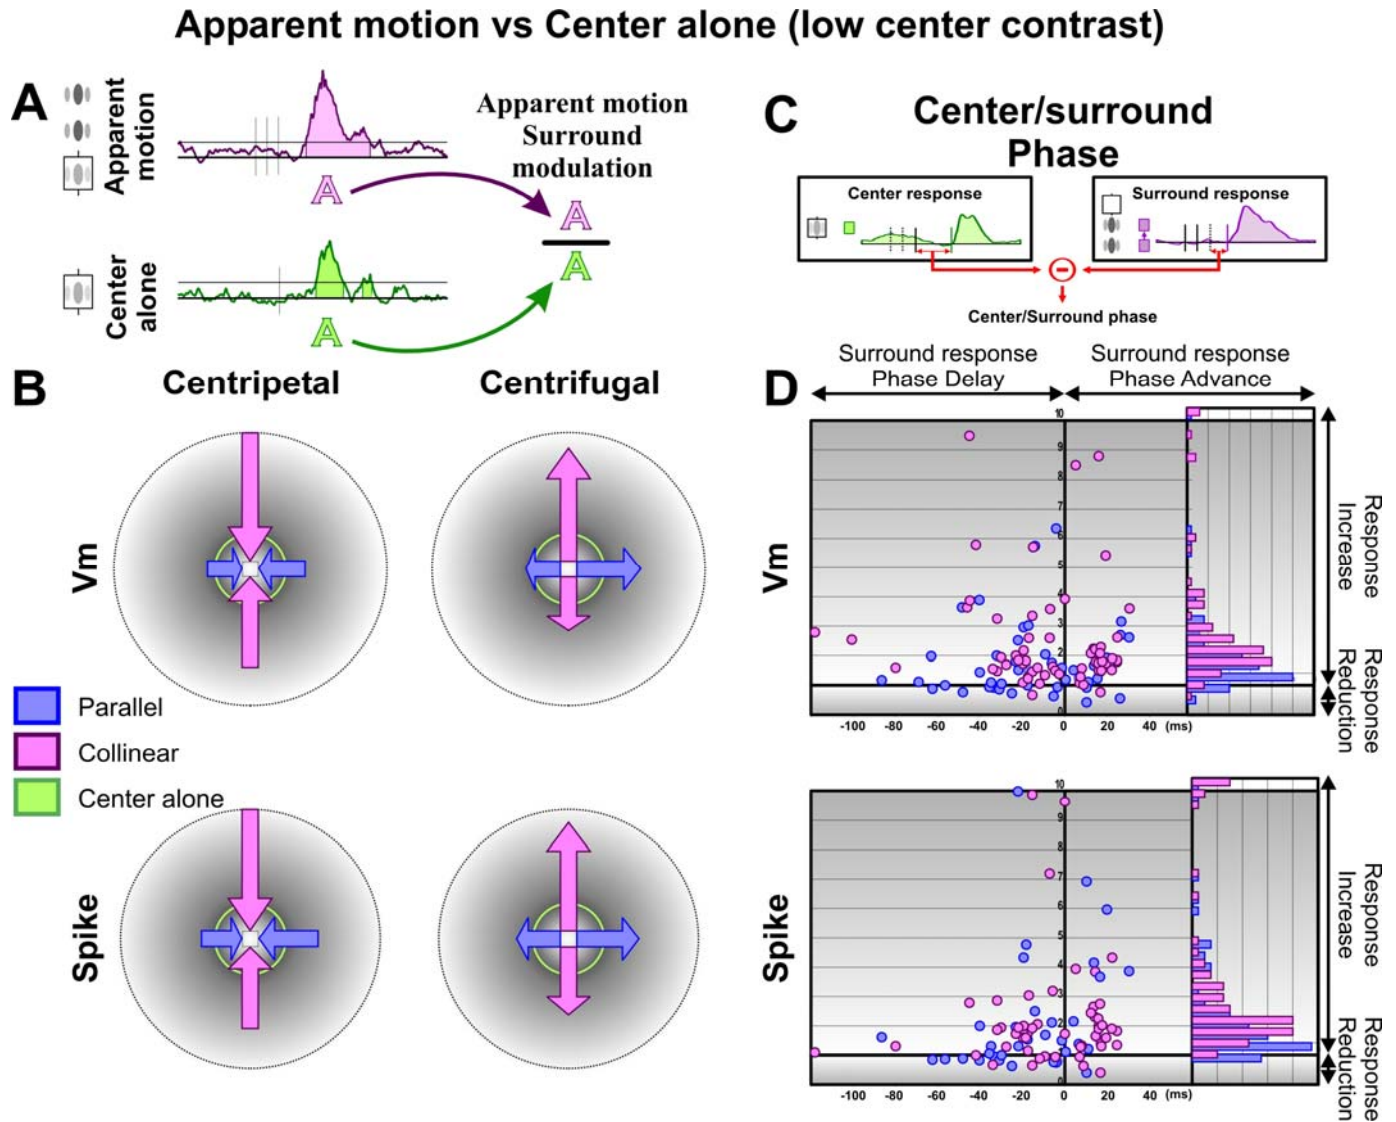 Apparent motion vs Center alone (low center contrast)
A
Apparent
motion
A
Center
alone
A
Apparent motion
Surround
modulation
A
A
B
Centripetal
Centrifugal
Vm
Parallel
Collinear
Center alone
Spike
C
Center/surround
Phase
Center response
Surround response
Center/Surround phase
D
Surround response
Phase Delay
Surround response
Phase Advance
Vm
10
9
8
7
6
5
4
3
2
1
0
-100 -80 -60 -40 -20 0 20 40 (ms)
Response
Increase
Response
Reduction
Spike
10
9
8
7
6
5
4
3
2
1
0
-100 -80 -60 -40 -20 0 20 40 (ms)
Response
Increase
Response
Reduction